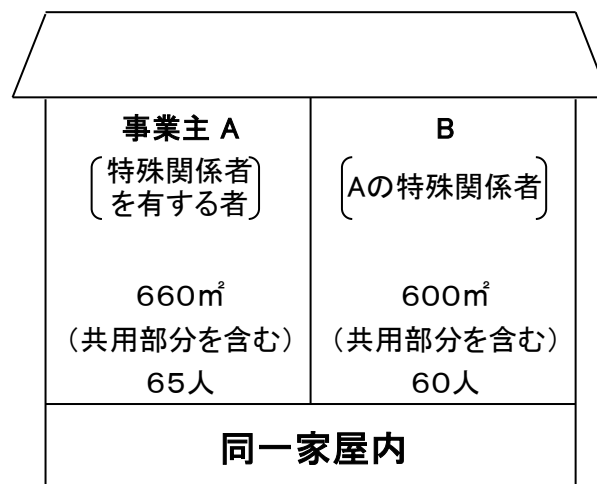 事業主 A
特殊関係者
を有する者
660㎡
（共用部分を含む）
65人
B
Aの特殊関係者
600㎡
（共用部分を含む）
60人
同一家屋内